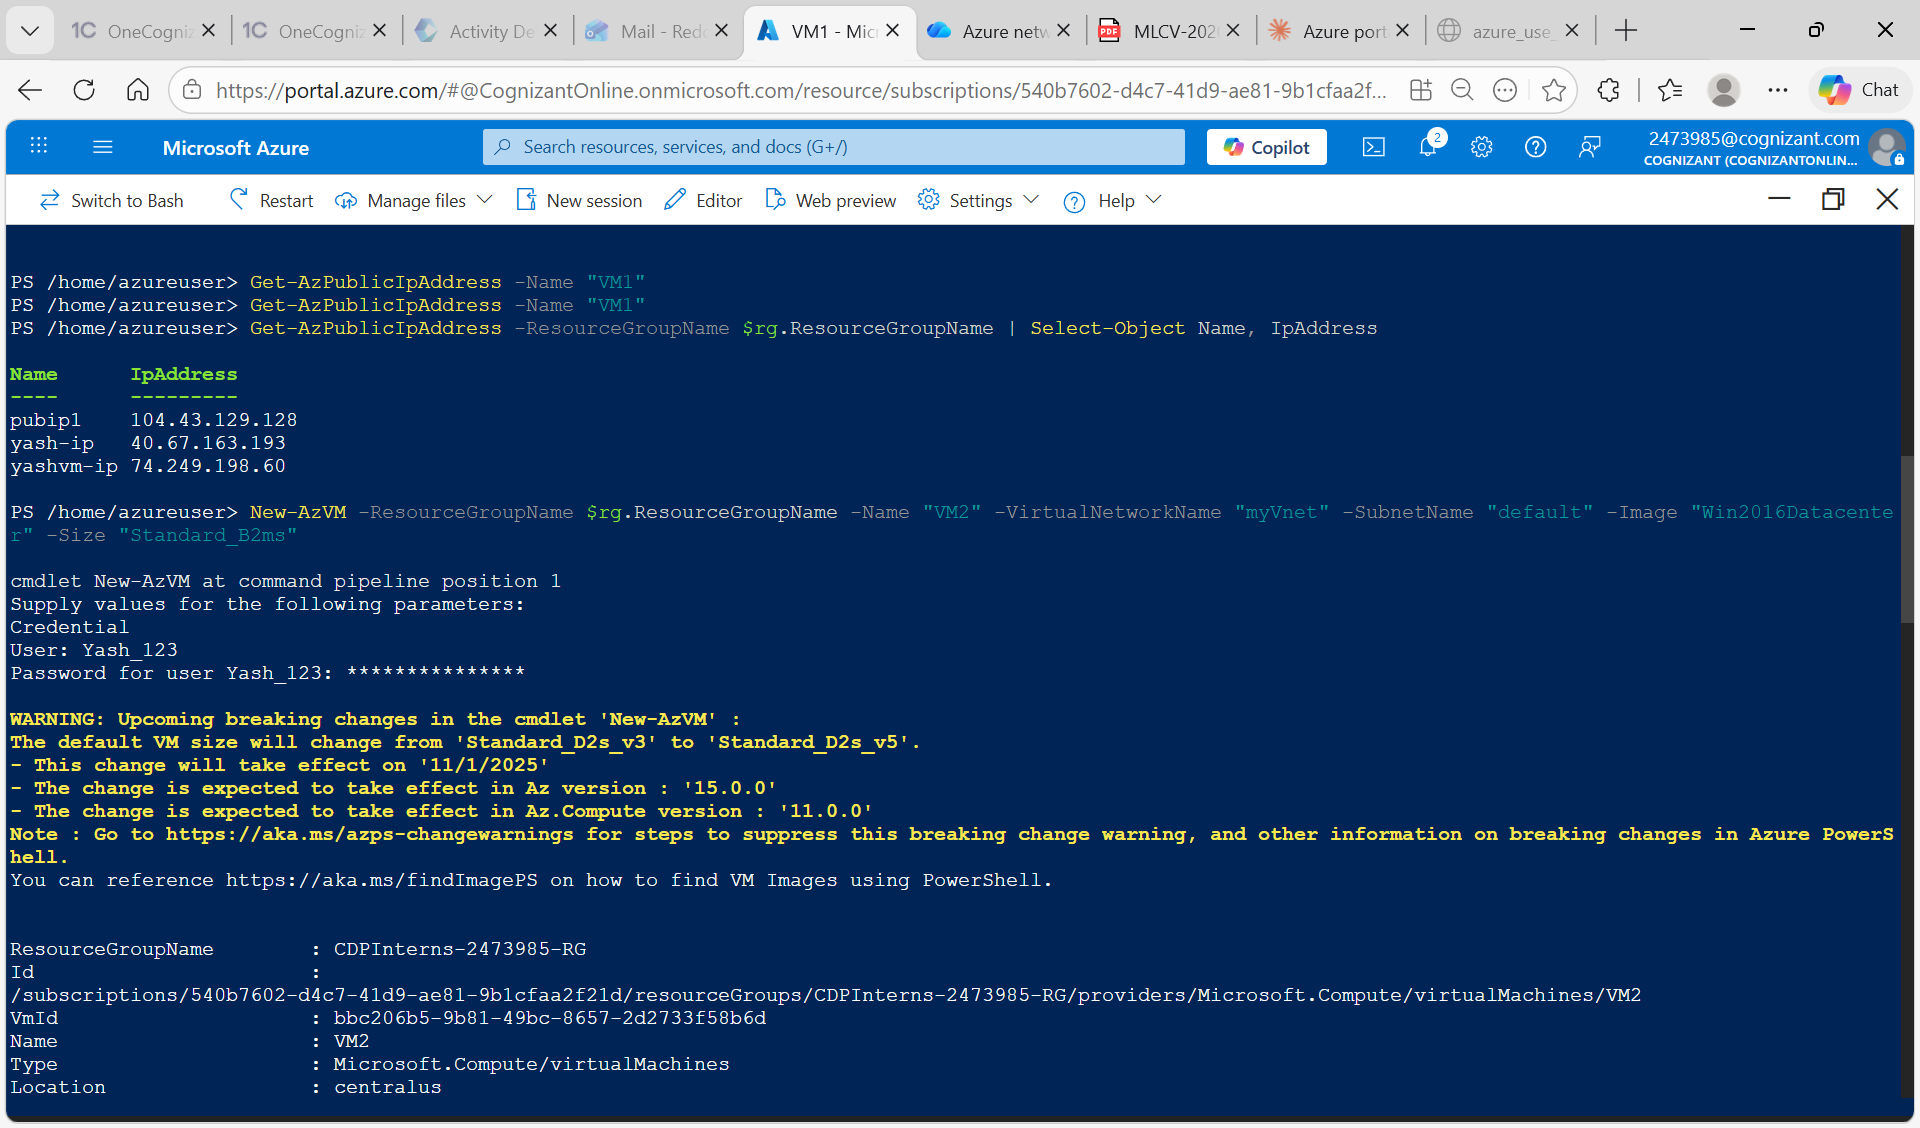 OneCogniz
OneCogniz
Activity De
Mail - Redc
VM1 - Mic
Azure netw
MLCV-202
Azure port
azure_use_
https://portal.azure.com/#@CognizantOnline.onmicrosoft.com/resource/subscriptions/540b7602-d4c7-41d9-ae81-9b1cfaa2f...
Chat
Microsoft Azure
Search resources, services, and docs (G+/)
Copilot
2
2473985@cognizant.com
COGNIZANT (COGNIZANTONLIN...
Switch to Bash
Restart
Manage files
New session
Editor
Web preview
Settings
Help
PS /home/azureuser> Get-AzPublicIpAddress -Name "VM1"
PS /home/azureuser> Get-AzPublicIpAddress -Name "VM1"
PS /home/azureuser> Get-AzPublicIpAddress -ResourceGroupName $rg.ResourceGroupName | Select-Object Name, IpAddress
Name      IpAddress
----      ---------
pubip1    104.43.129.128
yash-ip   40.67.163.193
yashvm-ip 74.249.198.60
PS /home/azureuser> New-AzVM -ResourceGroupName $rg.ResourceGroupName -Name "VM2" -VirtualNetworkName "myVnet" -SubnetName "default" -Image "Win2016Datacente
r" -Size "Standard_B2ms"
cmdlet New-AzVM at command pipeline position 1
Supply values for the following parameters:
Credential
User: Yash_123
Password for user Yash_123: ***************
WARNING: Upcoming breaking changes in the cmdlet 'New-AzVM' :
The default VM size will change from 'Standard_D2s_v3' to 'Standard_D2s_v5'.
- This change will take effect on '11/1/2025'
- The change is expected to take effect in Az version : '15.0.0'
- The change is expected to take effect in Az.Compute version : '11.0.0'
Note : Go to https://aka.ms/azps-changewarnings for steps to suppress this breaking change warning, and other information on breaking changes in Azure PowerS
hell.
You can reference https://aka.ms/findImagePS on how to find VM Images using PowerShell.
ResourceGroupName        : CDPInterns-2473985-RG
Id                       :
/subscriptions/540b7602-d4c7-41d9-ae81-9b1cfaa2f21d/resourceGroups/CDPInterns-2473985-RG/providers/Microsoft.Compute/virtualMachines/VM2
VmId                     : bbc206b5-9b81-49bc-8657-2d2733f58b6d
Name                     : VM2
Type                     : Microsoft.Compute/virtualMachines
Location                 : centralus